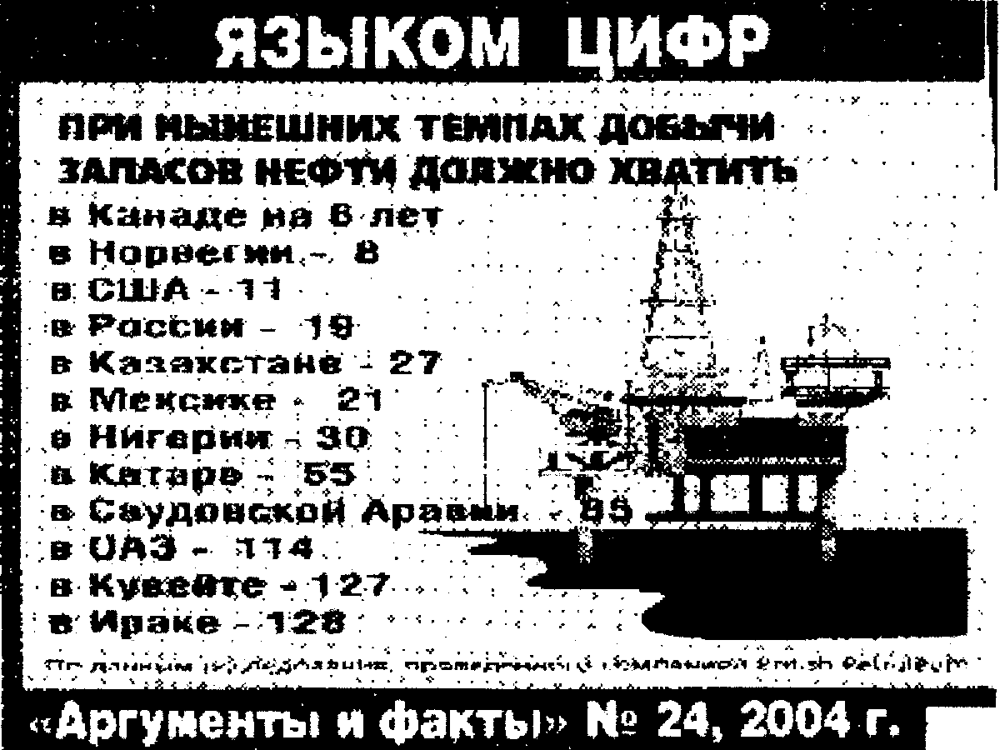 ЯЗЫКОМ ЦИФР
ПРИ НЫНЕШНИХ ТЕМПАХ ДОБЫЧИ
ЗАПАСОВ НЕФТИ ДОЛЖНО ХВАТИТЬ
в Канаде на 6 лет
в Норвегии - 8
в США - 11
в России - 19
в Казахстане - 27
в Мексике - 21
в Нигерии - 30
в Катаре - 55
в Саудовской Аравии - 85
в ОАЭ - 114
в Кувейте - 127
в Ираке - 128
По данным исследования, проведенного компанией British Petroleum
«Аргументы и факты» № 24, 2004 г.